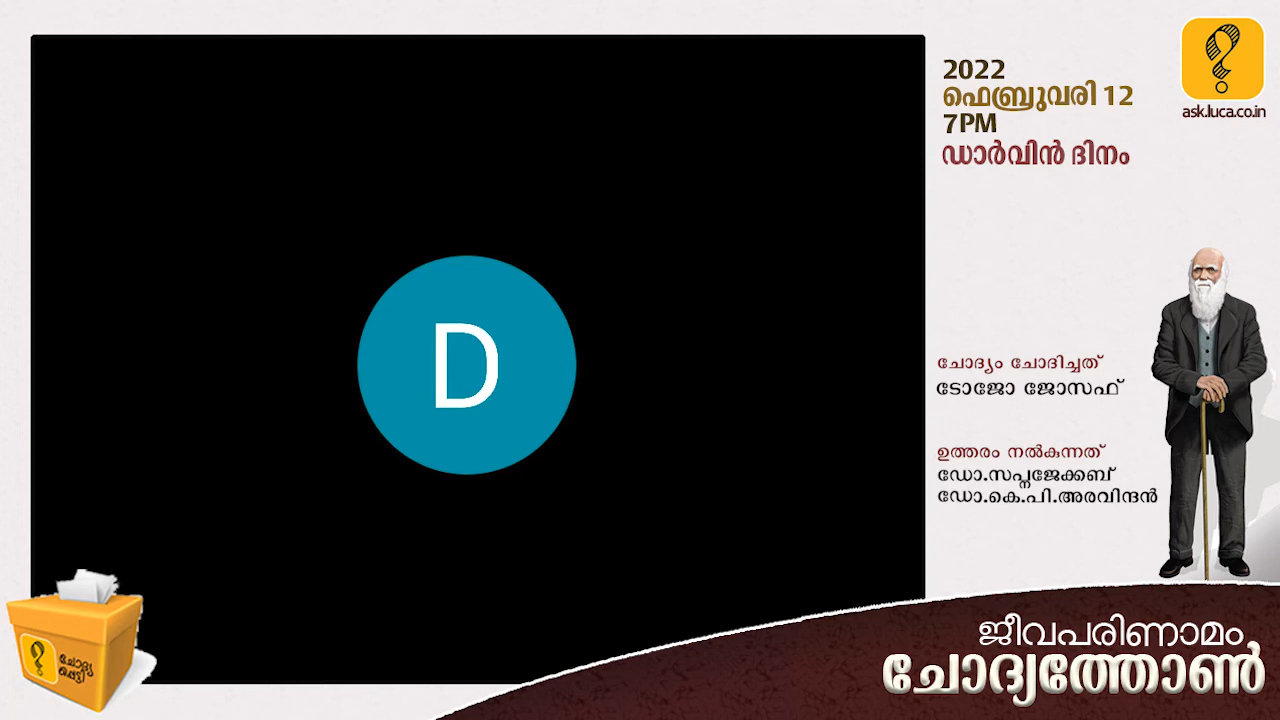 2022
ഫെബ്രുവരി 12
7PM
ഡാർവിൻ ദിനം
ask.luca.co.in
D
ചോദ്യം ചോദിച്ചത്
ടോജോ ജോസഫ്
ഉത്തരം നൽകുന്നത്
ഡോ.സപ്നജേക്കബ്
ഡോ.കെ.പി.അരവിന്ദൻ
ചോദ്യ
പ്പെട്ടി
ജീവപരിണാമം
ചോദ്യത്തോൺ